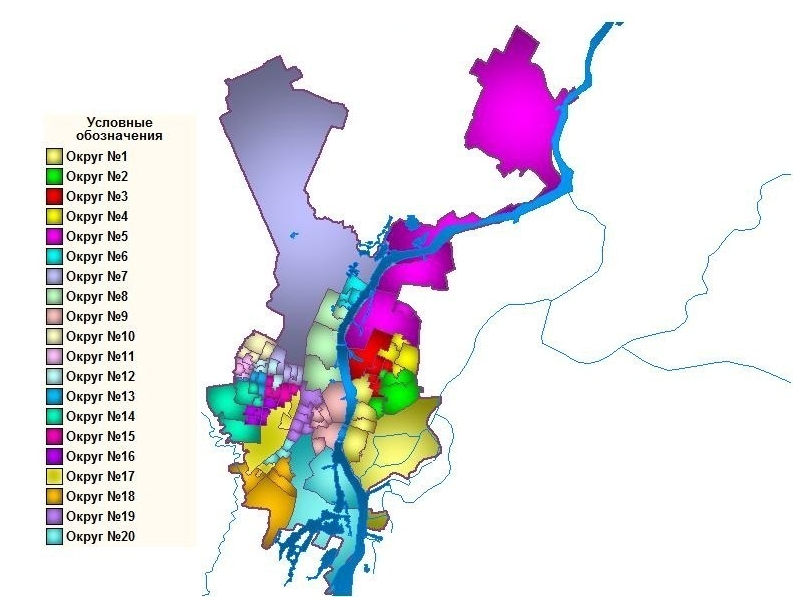 Условные
обозначения
Округ №1
Округ №2
Округ №3
Округ №4
Округ №5
Округ №6
Округ №7
Округ №8
Округ №9
Округ №10
Округ №11
Округ №12
Округ №13
Округ №14
Округ №15
Округ №16
Округ №17
Округ №18
Округ №19
Округ №20